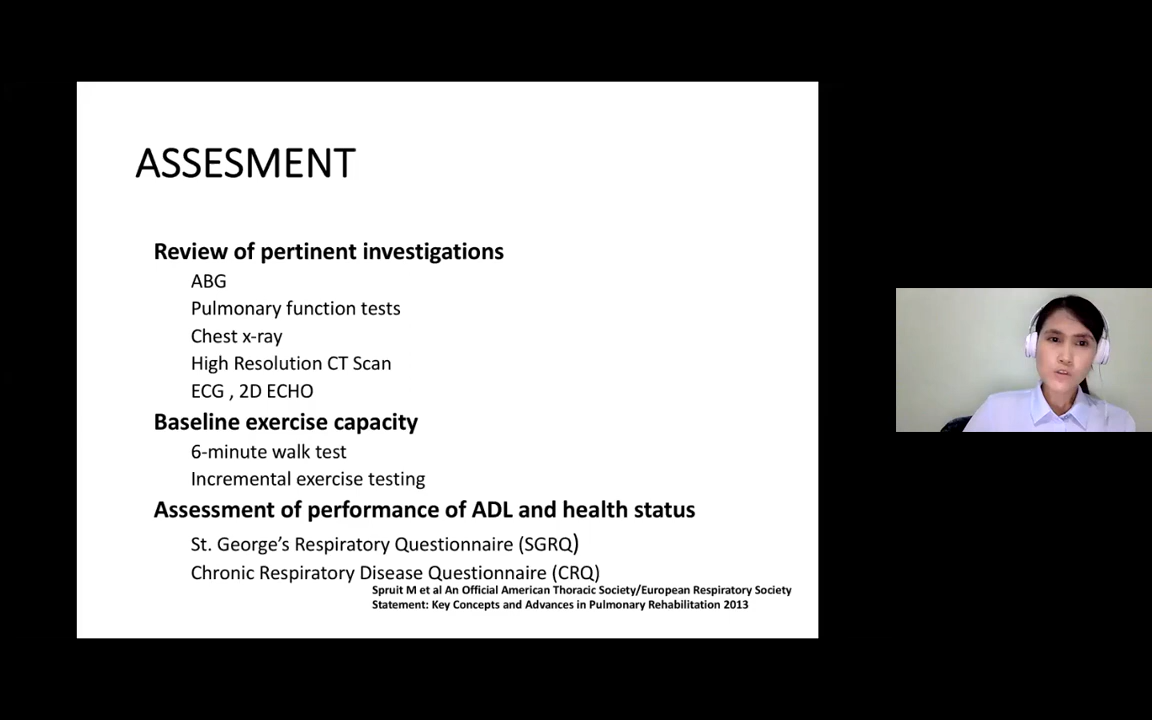 ASSESMENT
Review of pertinent investigations
ABG
Pulmonary function tests
Chest x-ray
High Resolution CT Scan
ECG , 2D ECHO
Baseline exercise capacity
6-minute walk test
Incremental exercise testing
Assessment of performance of ADL and health status
St. George’s Respiratory Questionnaire (SGRQ)
Chronic Respiratory Disease Questionnaire (CRQ)
Spruit M et al An Official American Thoracic Society/European Respiratory Society
Statement: Key Concepts and Advances in Pulmonary Rehabilitation 2013